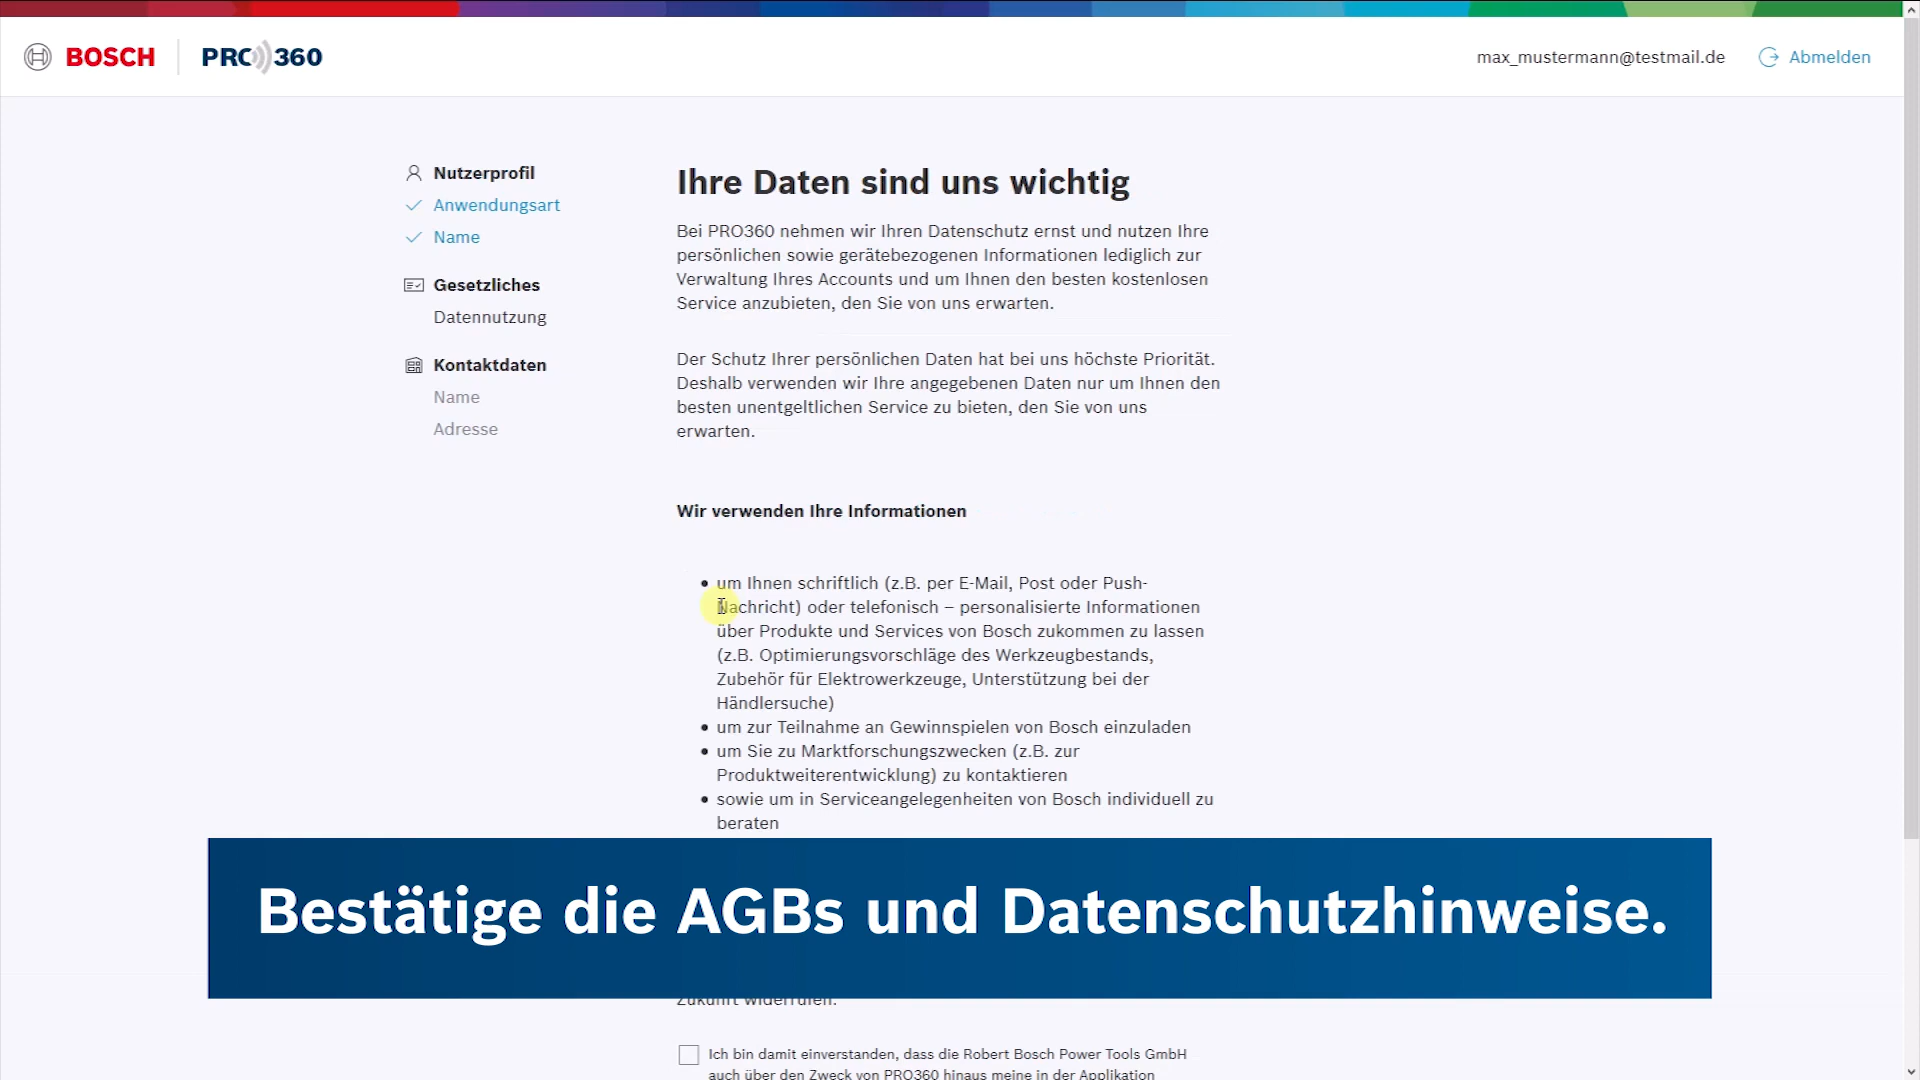 BOSCH PRO 360
max_mustermann@testmail.de
Abmelden
Nutzerprofil
Anwendungsart
Name
Gesetzliches
Datennutzung
Kontaktdaten
Name
Adresse
Ihre Daten sind uns wichtig
Bei PRO360 nehmen wir Ihren Datenschutz ernst und nutzen Ihre
persönlichen sowie gerätebezogenen Informationen lediglich zur
Verwaltung Ihres Accounts und um Ihnen den besten kostenlosen
Service anzubieten, den Sie von uns erwarten.
Der Schutz Ihrer persönlichen Daten hat bei uns höchste Priorität.
Deshalb verwenden wir Ihre angegebenen Daten nur um Ihnen den
besten unentgeltlichen Service zu bieten, den Sie von uns
erwarten.
Wir verwenden Ihre Informationen
um Ihnen schriftlich (z.B. per E-Mail, Post oder Push-
Nachricht) oder telefonisch – personalisierte Informationen
über Produkte und Services von Bosch zukommen zu lassen
(z.B. Optimierungsvorschläge des Werkzeugbestands,
Zubehör für Elektrowerkzeuge, Unterstützung bei der
Händlersuche)
um zur Teilnahme an Gewinnspielen von Bosch einzuladen
um Sie zu Marktforschungszwecken (z.B. zur
Produktweiterentwicklung) zu kontaktieren
sowie um in Serviceangelegenheiten von Bosch individuell zu
beraten
Bestätige die AGBs und Datenschutzhinweise.
Zukunft widerrufen.
Ich bin damit einverstanden, dass die Robert Bosch Power Tools GmbH
auch über den Zweck von PRO360 hinaus meine in der Applikation